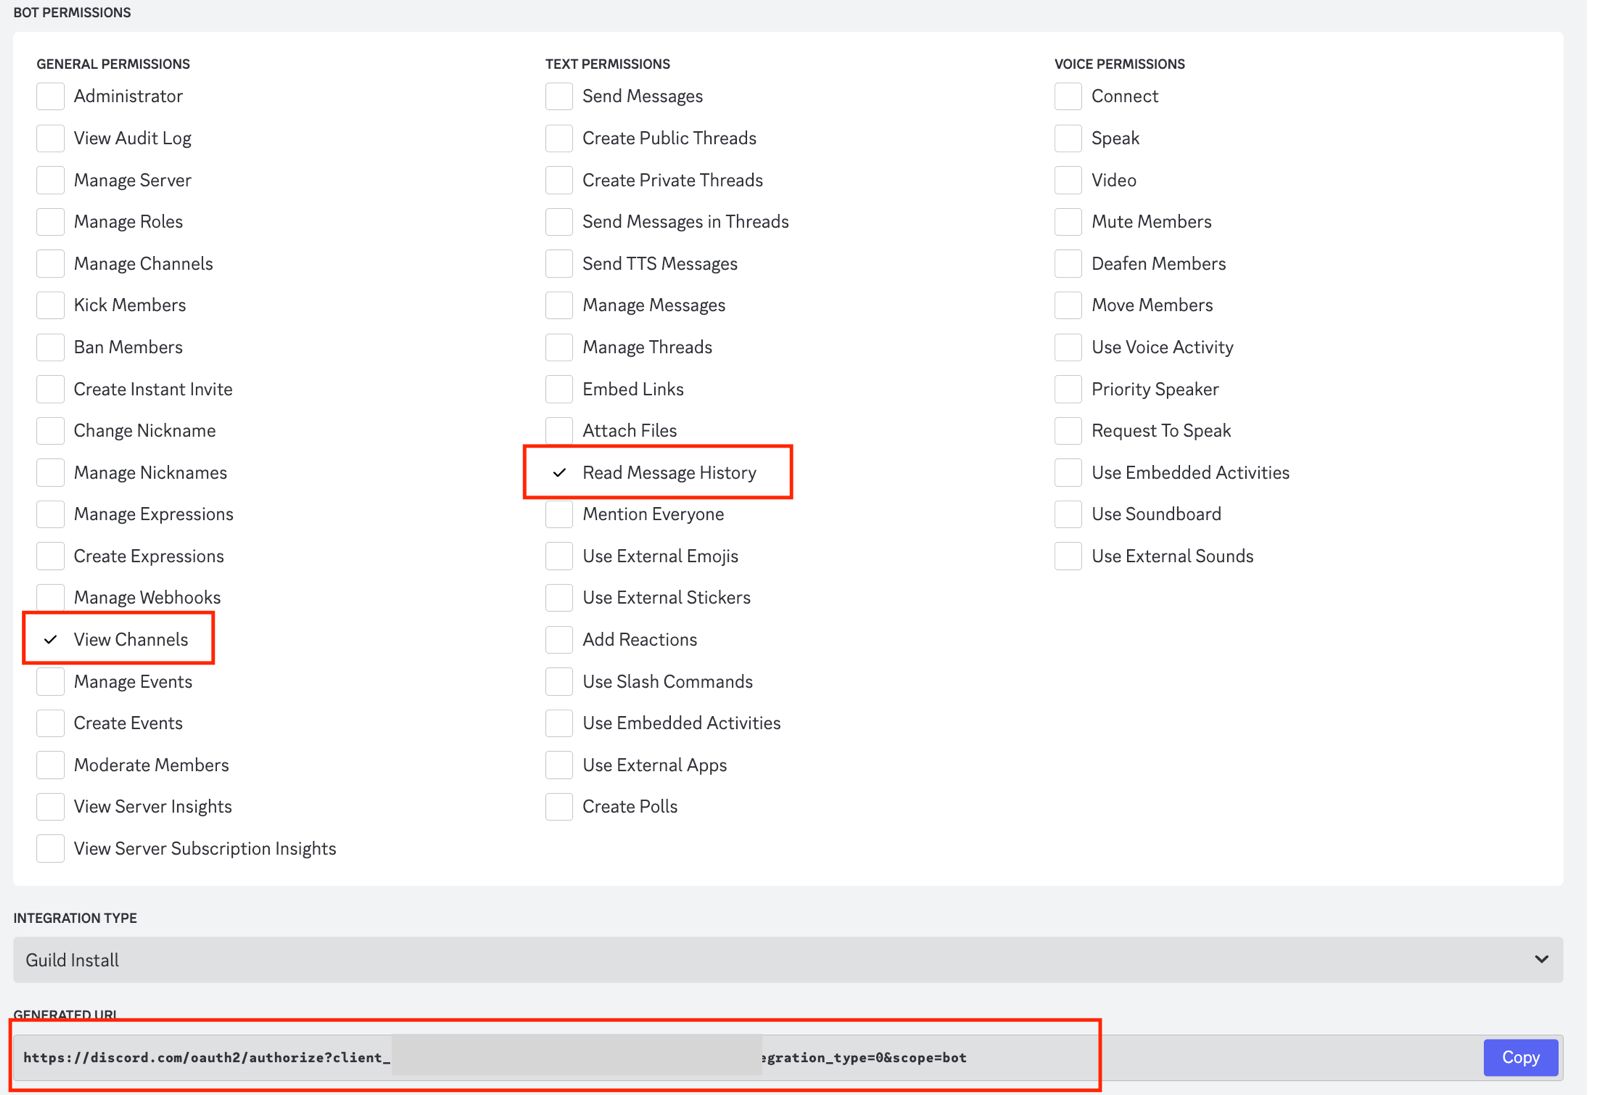 BOT PERMISSIONS
GENERAL PERMISSIONS
Administrator
View Audit Log
Manage Server
Manage Roles
Manage Channels
Kick Members
Ban Members
Create Instant Invite
Change Nickname
Manage Nicknames
Manage Expressions
Create Expressions
Manage Webhooks
View Channels
Manage Events
Create Events
Moderate Members
View Server Insights
View Server Subscription Insights
TEXT PERMISSIONS
Send Messages
Create Public Threads
Create Private Threads
Send Messages in Threads
Send TTS Messages
Manage Messages
Manage Threads
Embed Links
Attach Files
Read Message History
Mention Everyone
Use External Emojis
Use External Stickers
Add Reactions
Use Slash Commands
Use Embedded Activities
Use External Apps
Create Polls
VOICE PERMISSIONS
Connect
Speak
Video
Mute Members
Deafen Members
Move Members
Use Voice Activity
Priority Speaker
Request To Speak
Use Embedded Activities
Use Soundboard
Use External Sounds
INTEGRATION TYPE
Guild Install
GENERATED URL
https://discord.com/oauth2/authorize?client_ egration_type=0&scope=bot
Copy